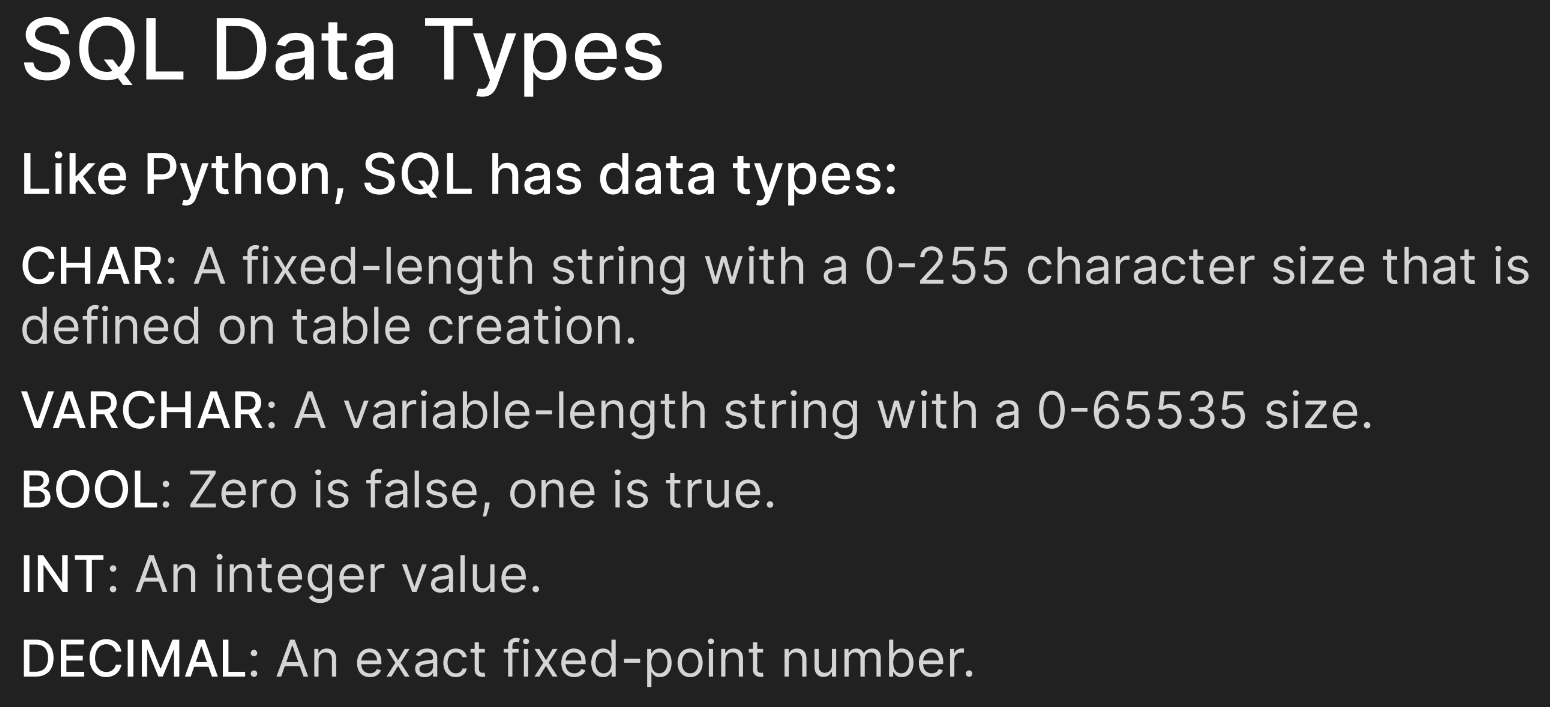 SQL Data Types
Like Python, SQL has data types:
CHAR: A fixed-length string with a 0-255 character size that is
defined on table creation.
VARCHAR: A variable-length string with a 0-65535 size.
BOOL: Zero is false, one is true.
INT: An integer value.
DECIMAL: An exact fixed-point number.